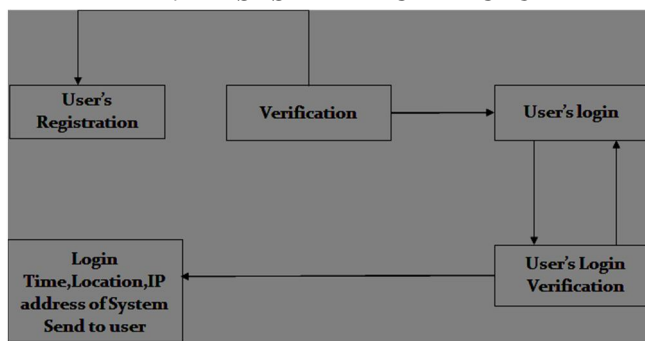 User's
Registration
Verification
User's login
Login
Time,Location,IP
address of System
Send to user
User's Login
Verification